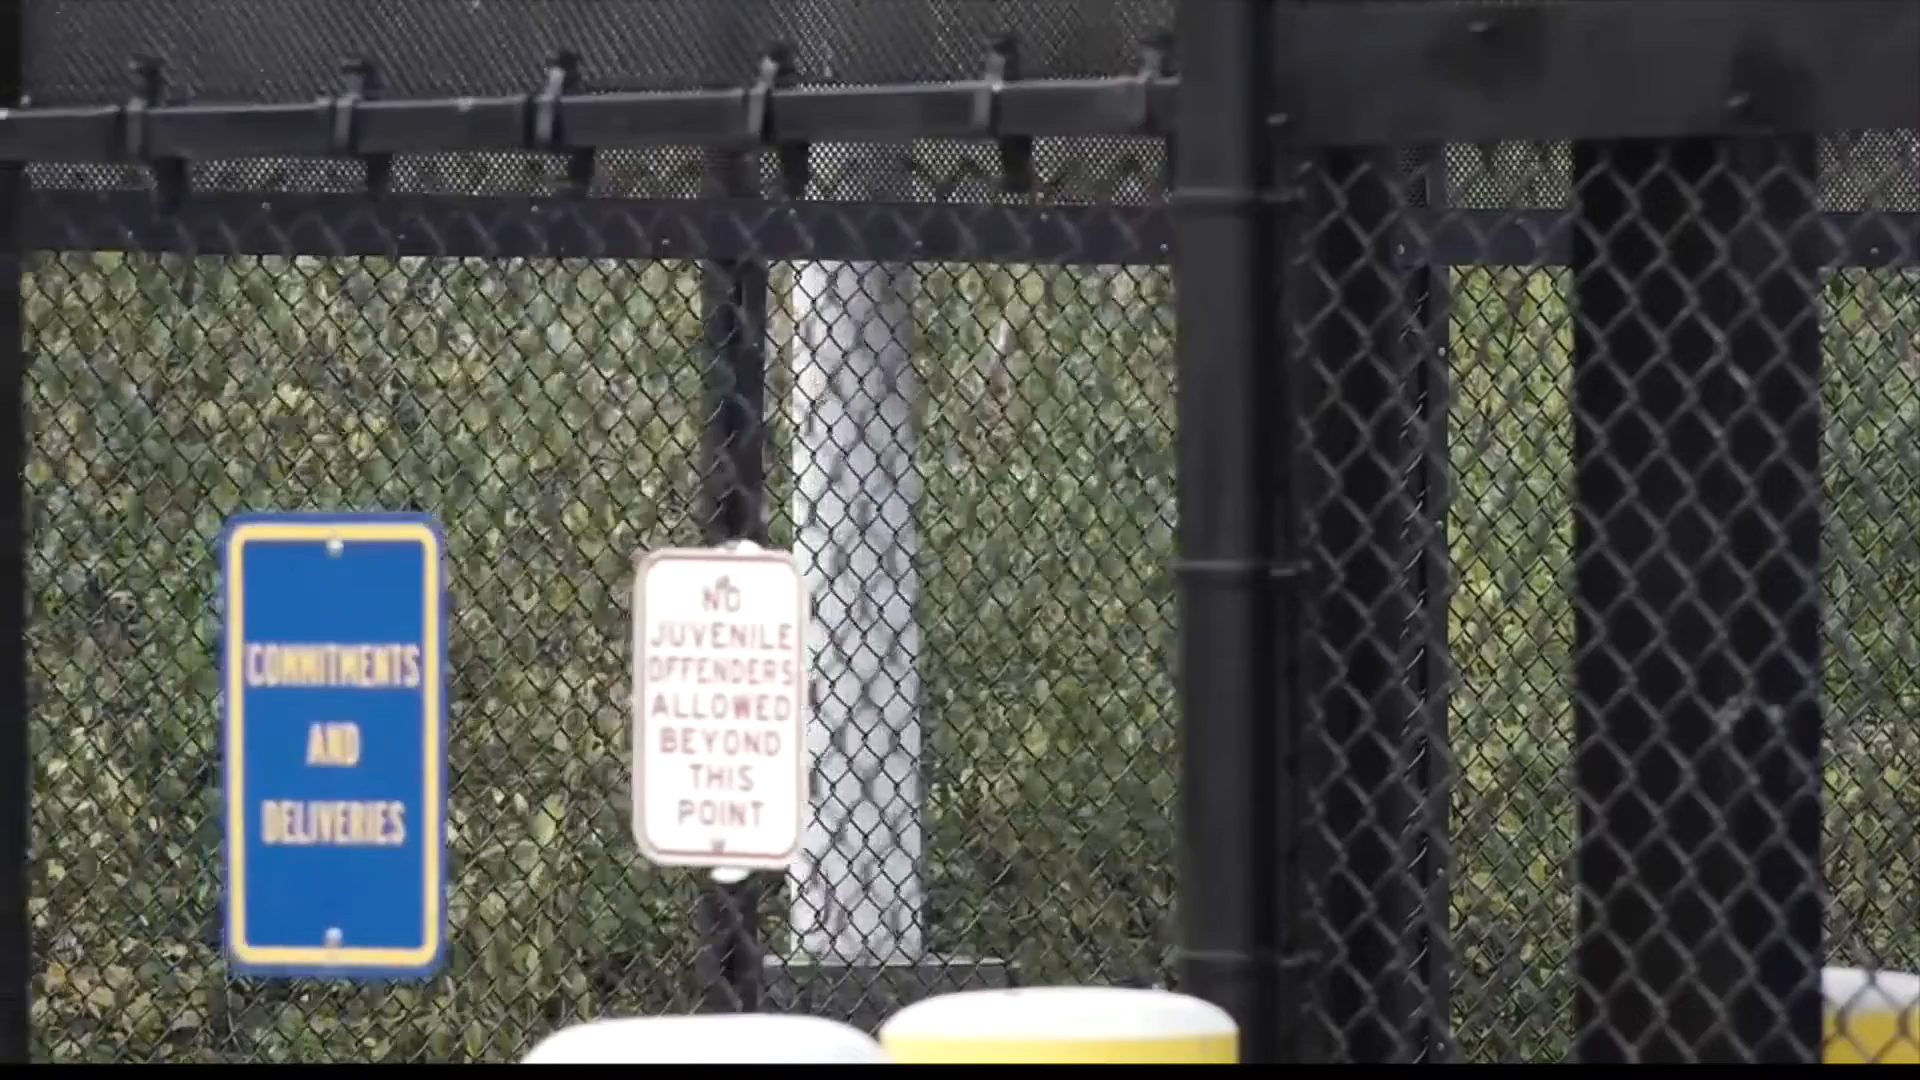 COMMITMENTS
AND
DELIVERIES
NO
JUVENILE
OFFENDERS
ALLOWED
BEYOND
THIS
POINT